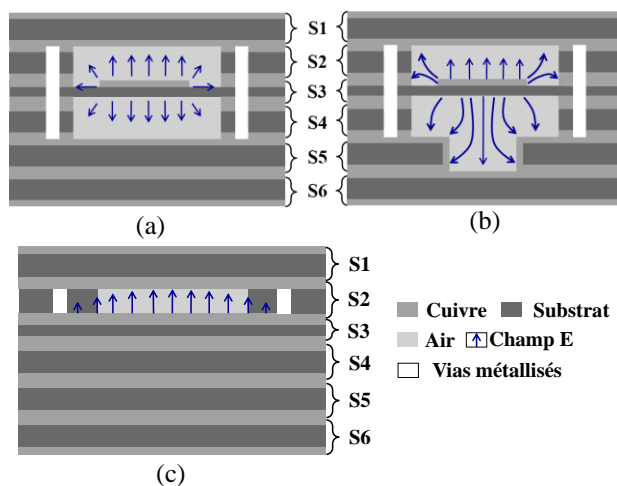 S1
S2
S3
S4
S5
S6
S1
S2
S3
S4
S5
S6
(a)
(b)
S1
S2
S3
S4
S5
S6
(c)
Cuivre Substrat
Air Champ E
Vias métallisés